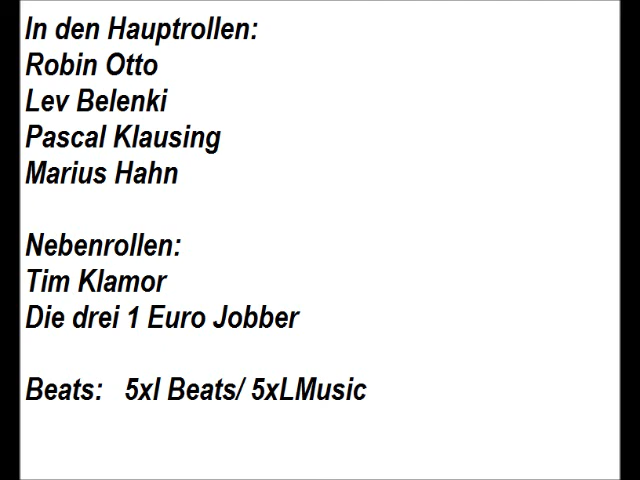 In den Hauptrollen:
Robin Otto
Lev Belenki
Pascal Klausing
Marius Hahn
Nebenrollen:
Tim Klamor
Die drei 1 Euro Jobber
Beats: 5xl Beats/ 5xLMusic